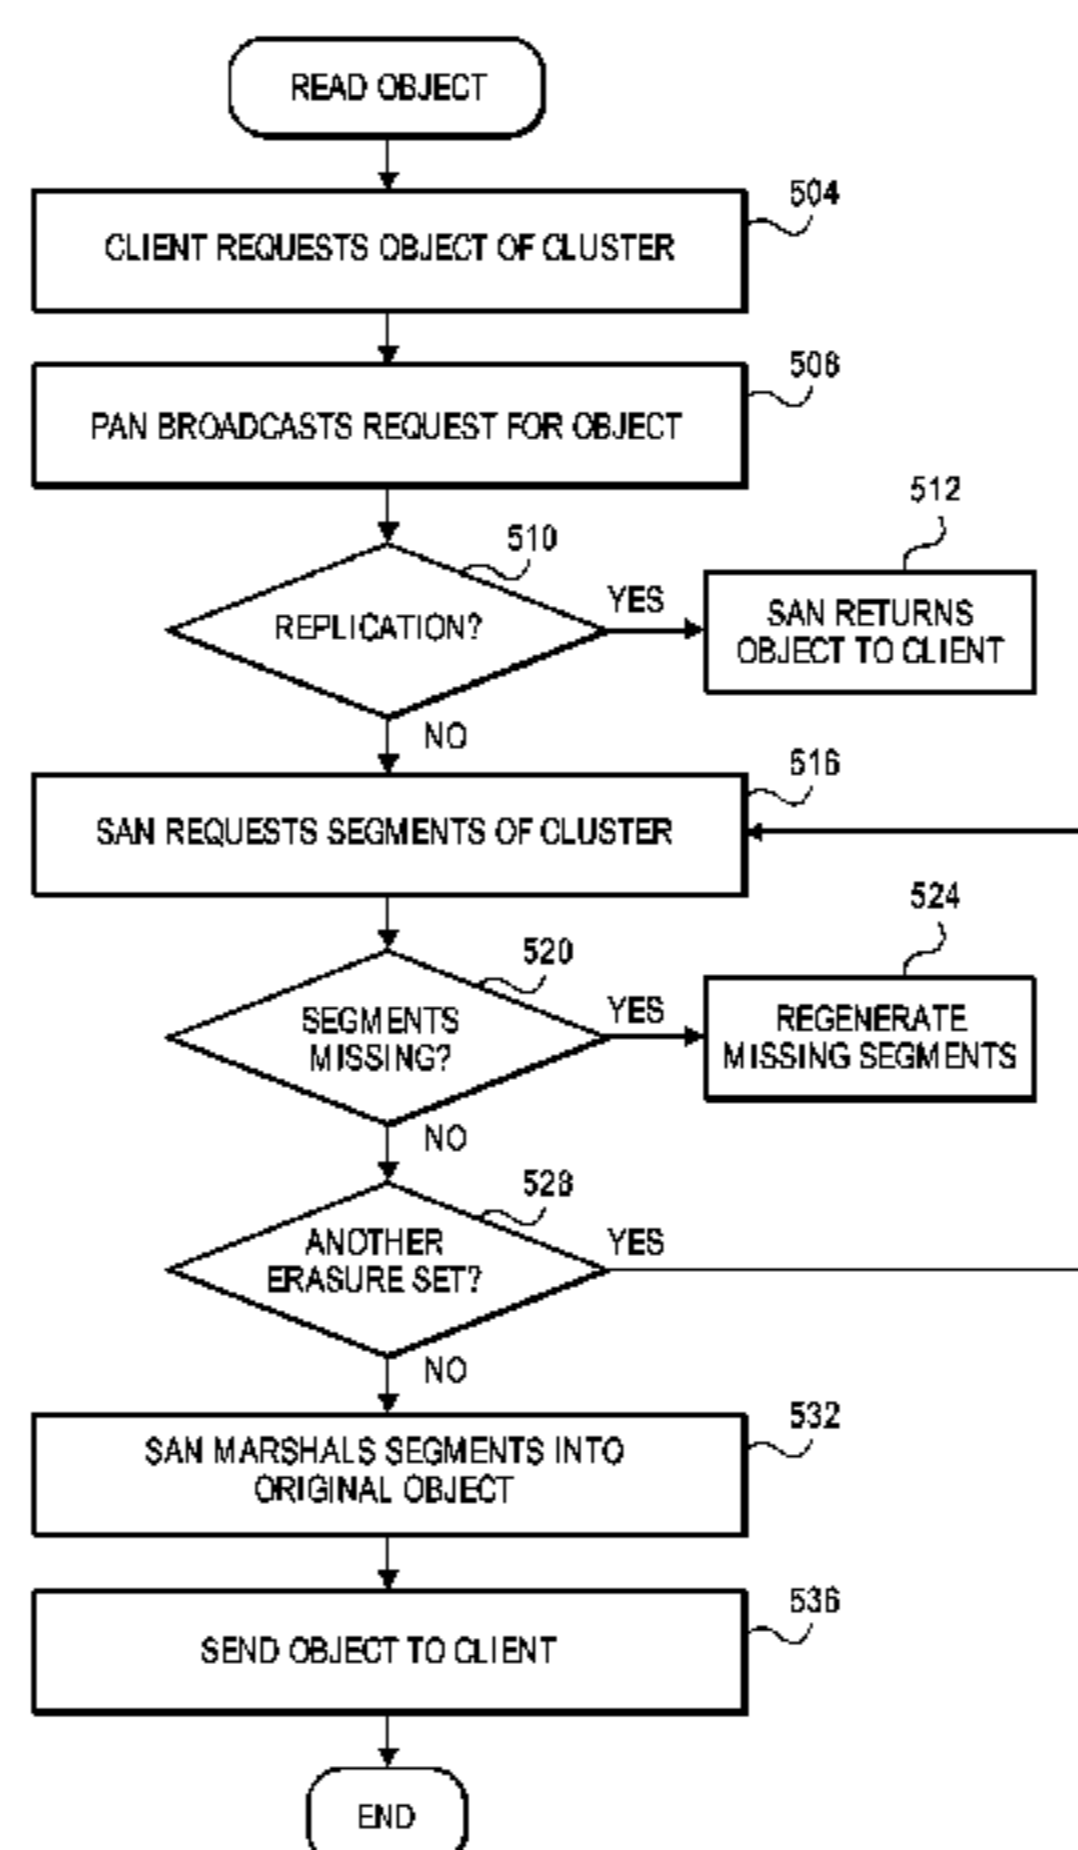 READ OBJECT
504
CLIENT REQUESTS OBJECT OF CLUSTER
508
PAN BROADCASTS REQUEST FOR OBJECT
510
REPLICATION?
YES
512
SAN RETURNS
OBJECT TO CLIENT
NO
516
SAN REQUESTS SEGMENTS OF CLUSTER
520
SEGMENTS
MISSING?
YES
524
REGENERATE
MISSING SEGMENTS
NO
528
ANOTHER
ERASURE SET?
YES
NO
532
SAN MARSHALS SEGMENTS INTO
ORIGINAL OBJECT
536
SEND OBJECT TO CLIENT
END